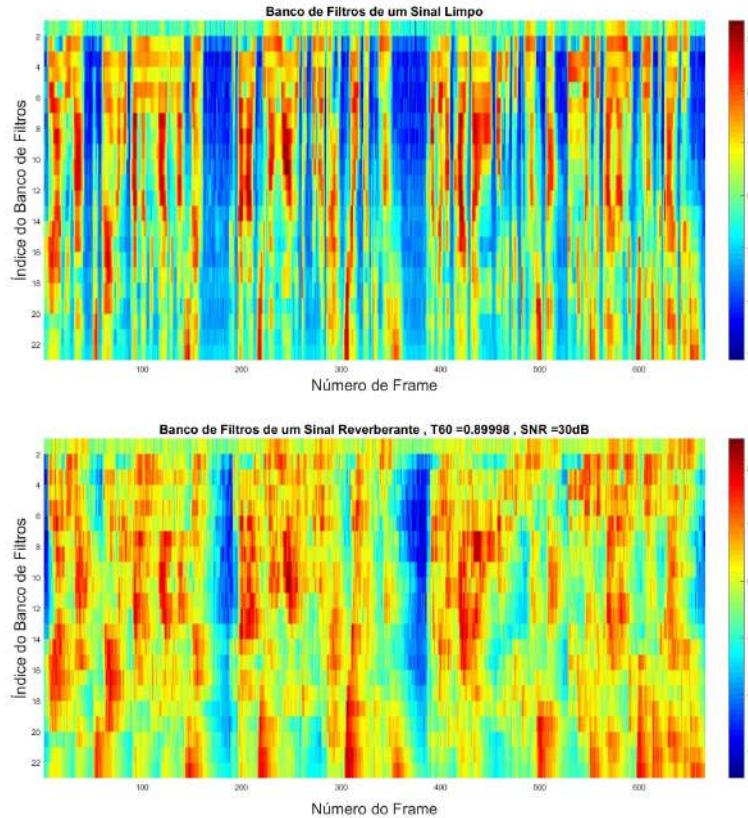 Banco de Filtros de um Sinal Limpo
Índice do Banco de Filtros
2
4
6
8
10
12
14
16
18
20
22
100 200 300 400 500 600
Número de Frame
Banco de Filtros de um Sinal Reverberante , T60 =0.89998 , SNR =30dB
Índice do Banco de Filtros
2
4
6
8
10
12
14
16
18
20
22
100 200 300 400 500 600
Número do Frame